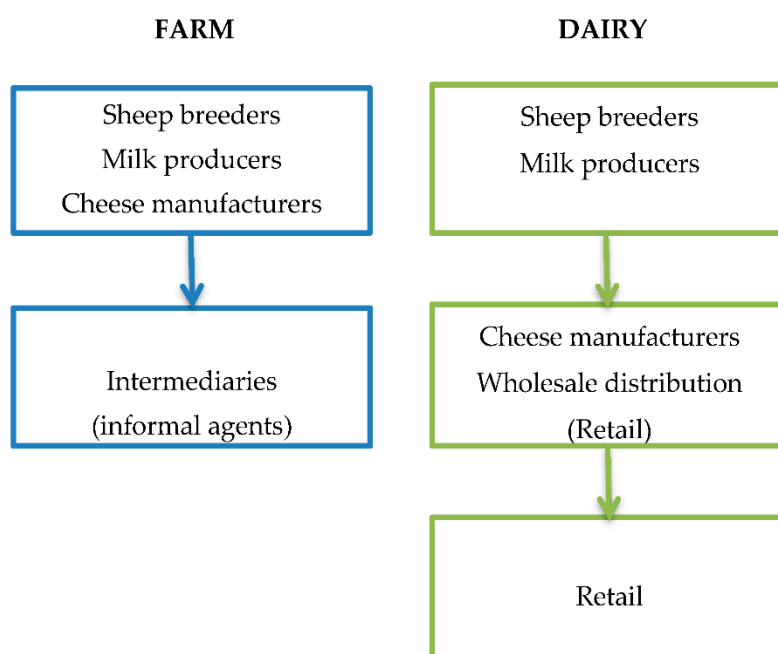 FARM
Sheep breeders
Milk producers
Cheese manufacturers
Intermediaries
(informal agents)
DAIRY
Sheep breeders
Milk producers
Cheese manufacturers
Wholesale distribution
(Retail)
Retail